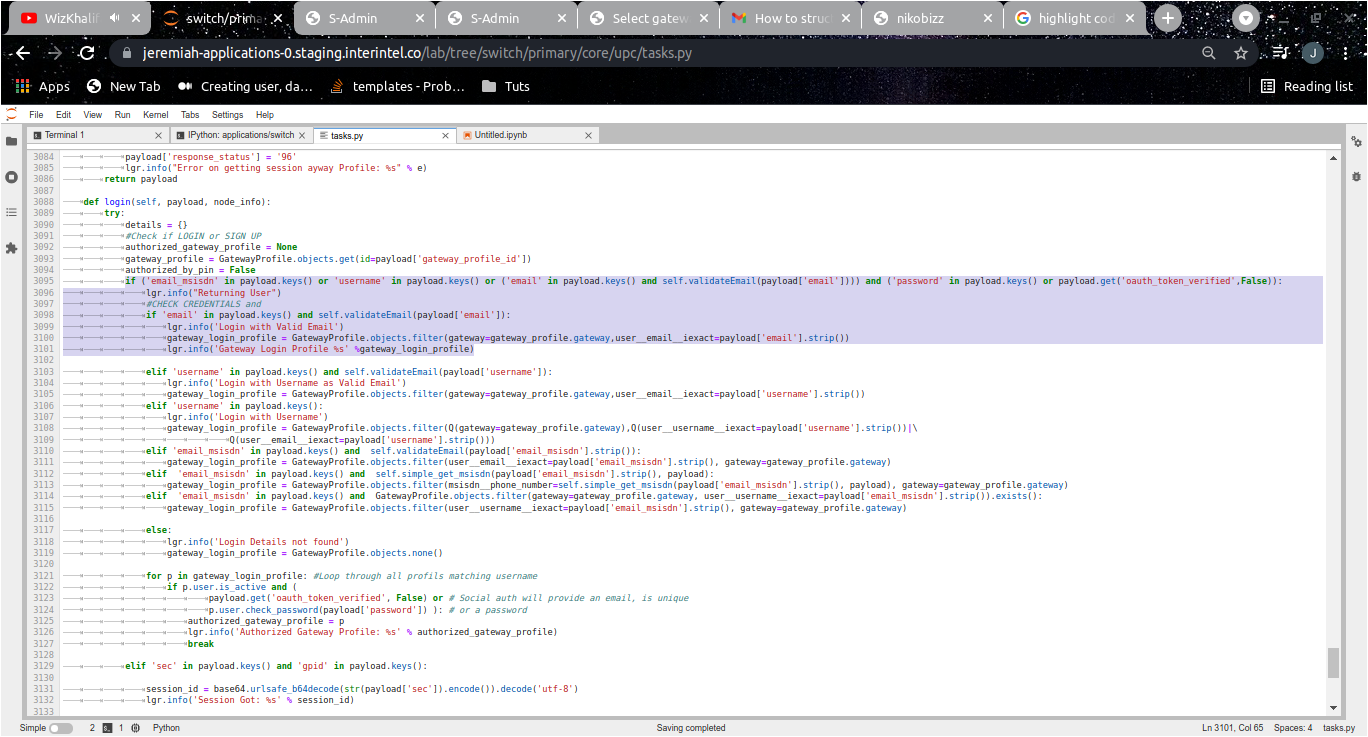 WizKhalif
switch/prima
S-Admin
S-Admin
Select gatew
How to struc
nikobizz
highlight cod
jeremiah-applications-0.staging.interintel.co/lab/tree/switch/primary/core/upc/tasks.py
J
Apps
New Tab
Creating user, da...
templates - Prob...
Tuts
Reading list
File Edit View Run Kernel Tabs Settings Help
Terminal 1
IPython: applications/switch
tasks.py
Untitled.ipynb
3084 payload['response_status'] = '96'
3085 lgr.info("Error on getting session ayway Profile: %s" % e)
3086 return payload
3087
3088 def login(self, payload, node_info):
3089 try:
3090 details = {}
3091 #Check if LOGIN or SIGN UP
3092 authorized_gateway_profile = None
3093 gateway_profile = GatewayProfile.objects.get(id=payload['gateway_profile_id'])
3094 authorized_by_pin = False
3095 if ('email_msisdn' in payload.keys() or 'username' in payload.keys() or ('email' in payload.keys() and self.validateEmail(payload['email']))) and ('password' in payload.keys() or payload.get('oauth_token_verified',False)):
3096 lgr.info("Returning User")
3097 #CHECK CREDENTIALS and
3098 if 'email' in payload.keys() and self.validateEmail(payload['email']):
3099 lgr.info('Login with Valid Email')
3100 gateway_login_profile = GatewayProfile.objects.filter(gateway=gateway_profile.gateway,user__email__iexact=payload['email'].strip())
3101 lgr.info('Gateway Login Profile %s' %gateway_login_profile)
3102
3103 elif 'username' in payload.keys() and self.validateEmail(payload['username']):
3104 lgr.info('Login with Username as Valid Email')
3105 gateway_login_profile = GatewayProfile.objects.filter(gateway=gateway_profile.gateway,user__email__iexact=payload['username'].strip())
3106 elif 'username' in payload.keys():
3107 lgr.info('Login with Username')
3108 gateway_login_profile = GatewayProfile.objects.filter(Q(gateway=gateway_profile.gateway),Q(user__username__iexact=payload['username'].strip())|\
3109 Q(user__email__iexact=payload['username'].strip()))
3110 elif 'email_msisdn' in payload.keys() and  self.validateEmail(payload['email_msisdn'].strip()):
3111 gateway_login_profile = GatewayProfile.objects.filter(user__email__iexact=payload['email_msisdn'].strip(), gateway=gateway_profile.gateway)
3112 elif  'email_msisdn' in payload.keys() and  self.simple_get_msisdn(payload['email_msisdn'].strip(), payload):
3113 gateway_login_profile = GatewayProfile.objects.filter(msisdn__phone_number=self.simple_get_msisdn(payload['email_msisdn'].strip(), payload), gateway=gateway_profile.gateway)
3114 elif  'email_msisdn' in payload.keys() and  GatewayProfile.objects.filter(gateway=gateway_profile.gateway, user__username__iexact=payload['email_msisdn'].strip()).exists():
3115 gateway_login_profile = GatewayProfile.objects.filter(user__username__iexact=payload['email_msisdn'].strip(), gateway=gateway_profile.gateway)
3116
3117 else:
3118 lgr.info('Login Details not found')
3119 gateway_login_profile = GatewayProfile.objects.none()
3120
3121 for p in gateway_login_profile: #Loop through all profils matching username
3122 if p.user.is_active and (
3123 payload.get('oauth_token_verified', False) or # Social auth will provide an email, is unique
3124 p.user.check_password(payload['password']) ): # or a password
3125 authorized_gateway_profile = p
3126 lgr.info('Authorized Gateway Profile: %s' % authorized_gateway_profile)
3127 break
3128
3129 elif 'sec' in payload.keys() and 'gpid' in payload.keys():
3130
3131 session_id = base64.urlsafe_b64decode(str(payload['sec']).encode()).decode('utf-8')
3132 lgr.info('Session Got: %s' % session_id)
3133
Simple 2 1 Python Saving completed Ln 3101, Col 65 Spaces: 4 tasks.py